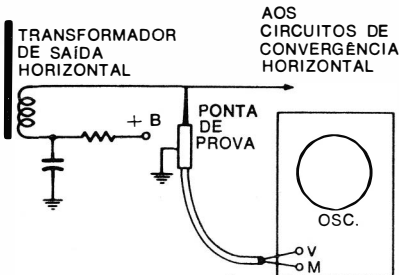 TRANSFORMADOR
DE SAÍDA
HORIZONTAL
AOS
CIRCUITOS DE
CONVERGÊNCIA
HORIZONTAL
+ B
PONTA
DE
PROVA
OSC.
V
M